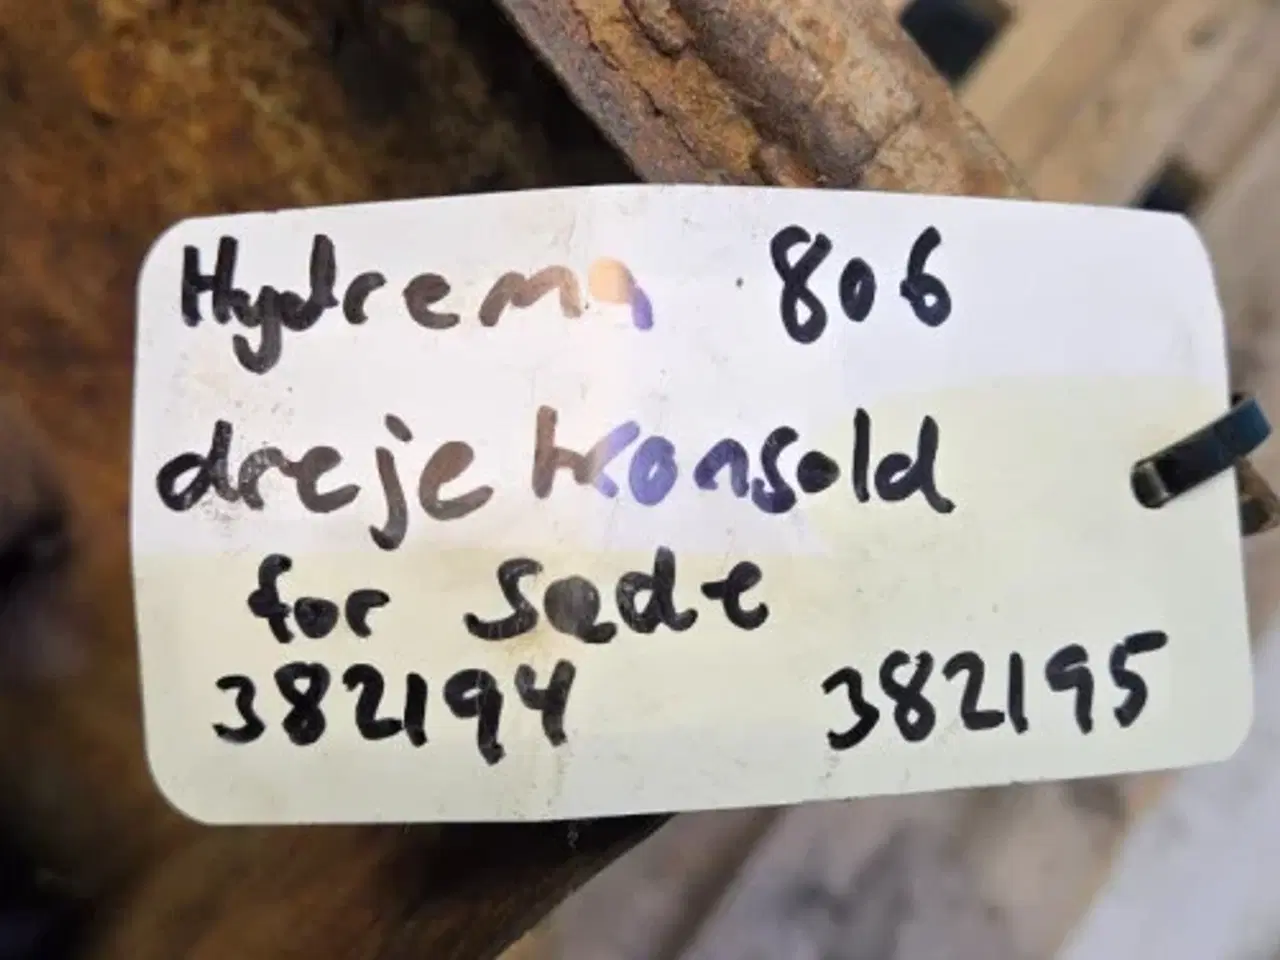 Hydrema 806
drejekonsold
for sæde
382194 382195